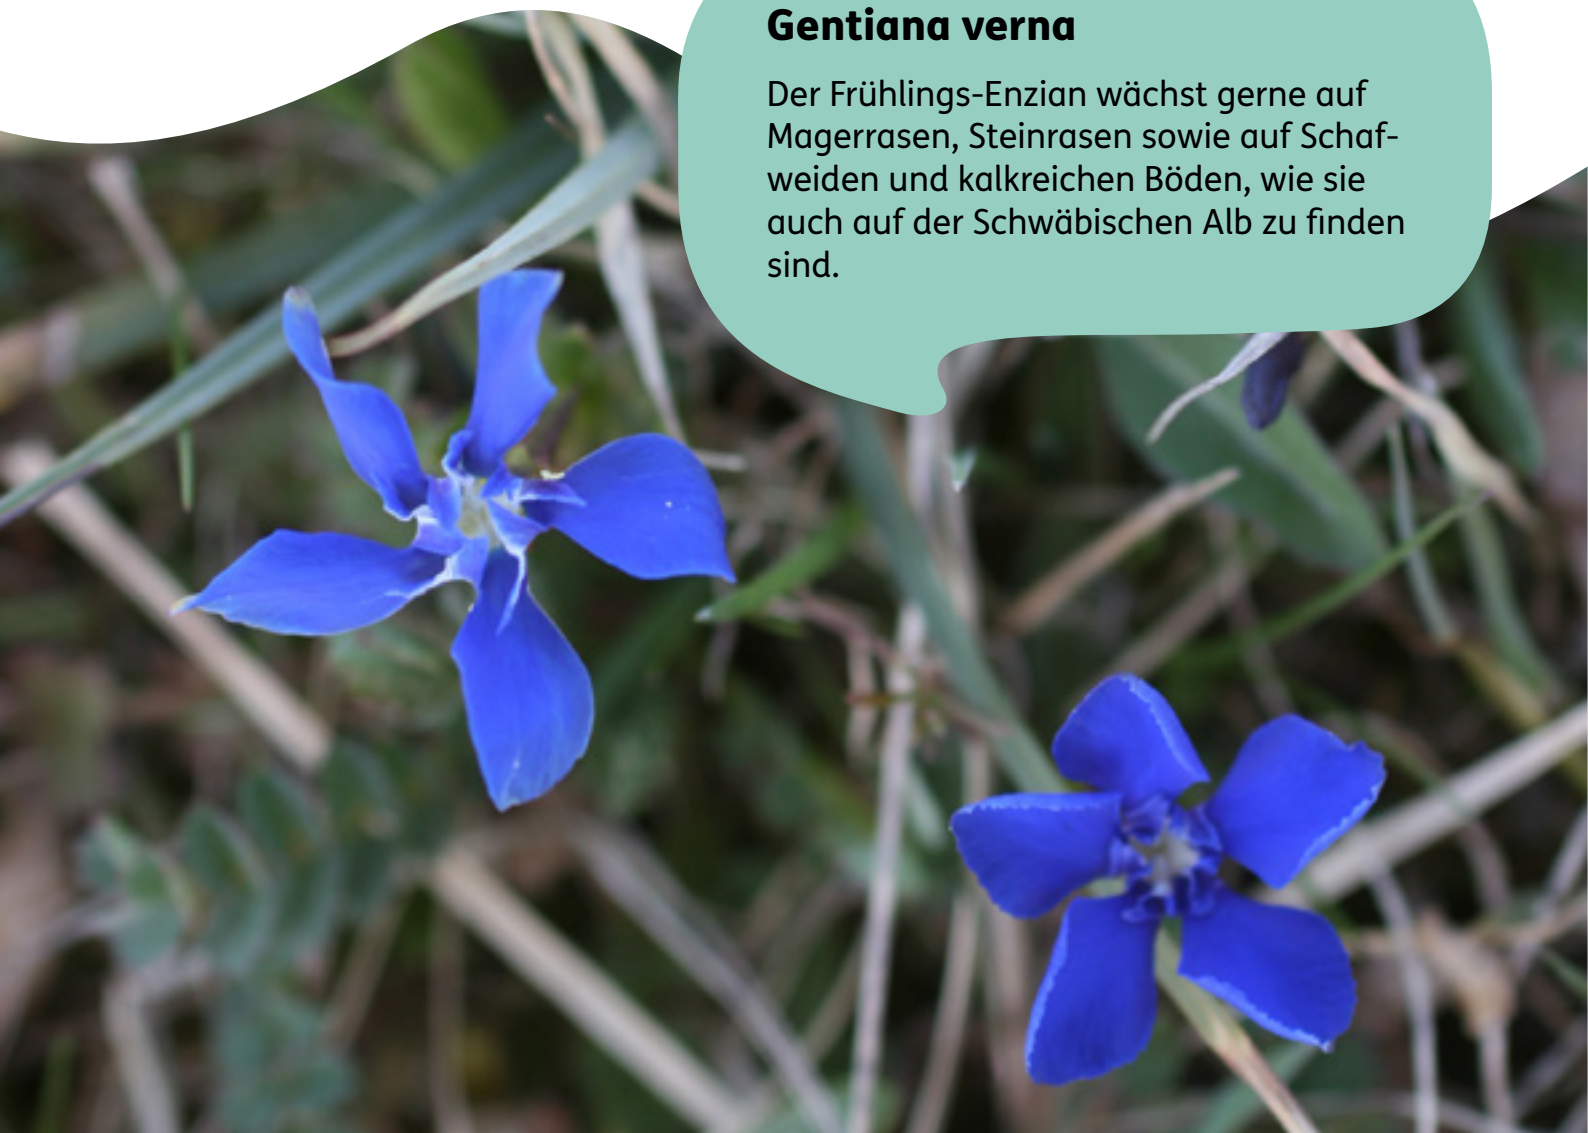 Gentiana verna
Der Frühlings-Enzian wächst gerne auf
Magerrasen, Steinrasen sowie auf Schaf-
weiden und kalkreichen Böden, wie sie
auch auf der Schwäbischen Alb zu finden
sind.